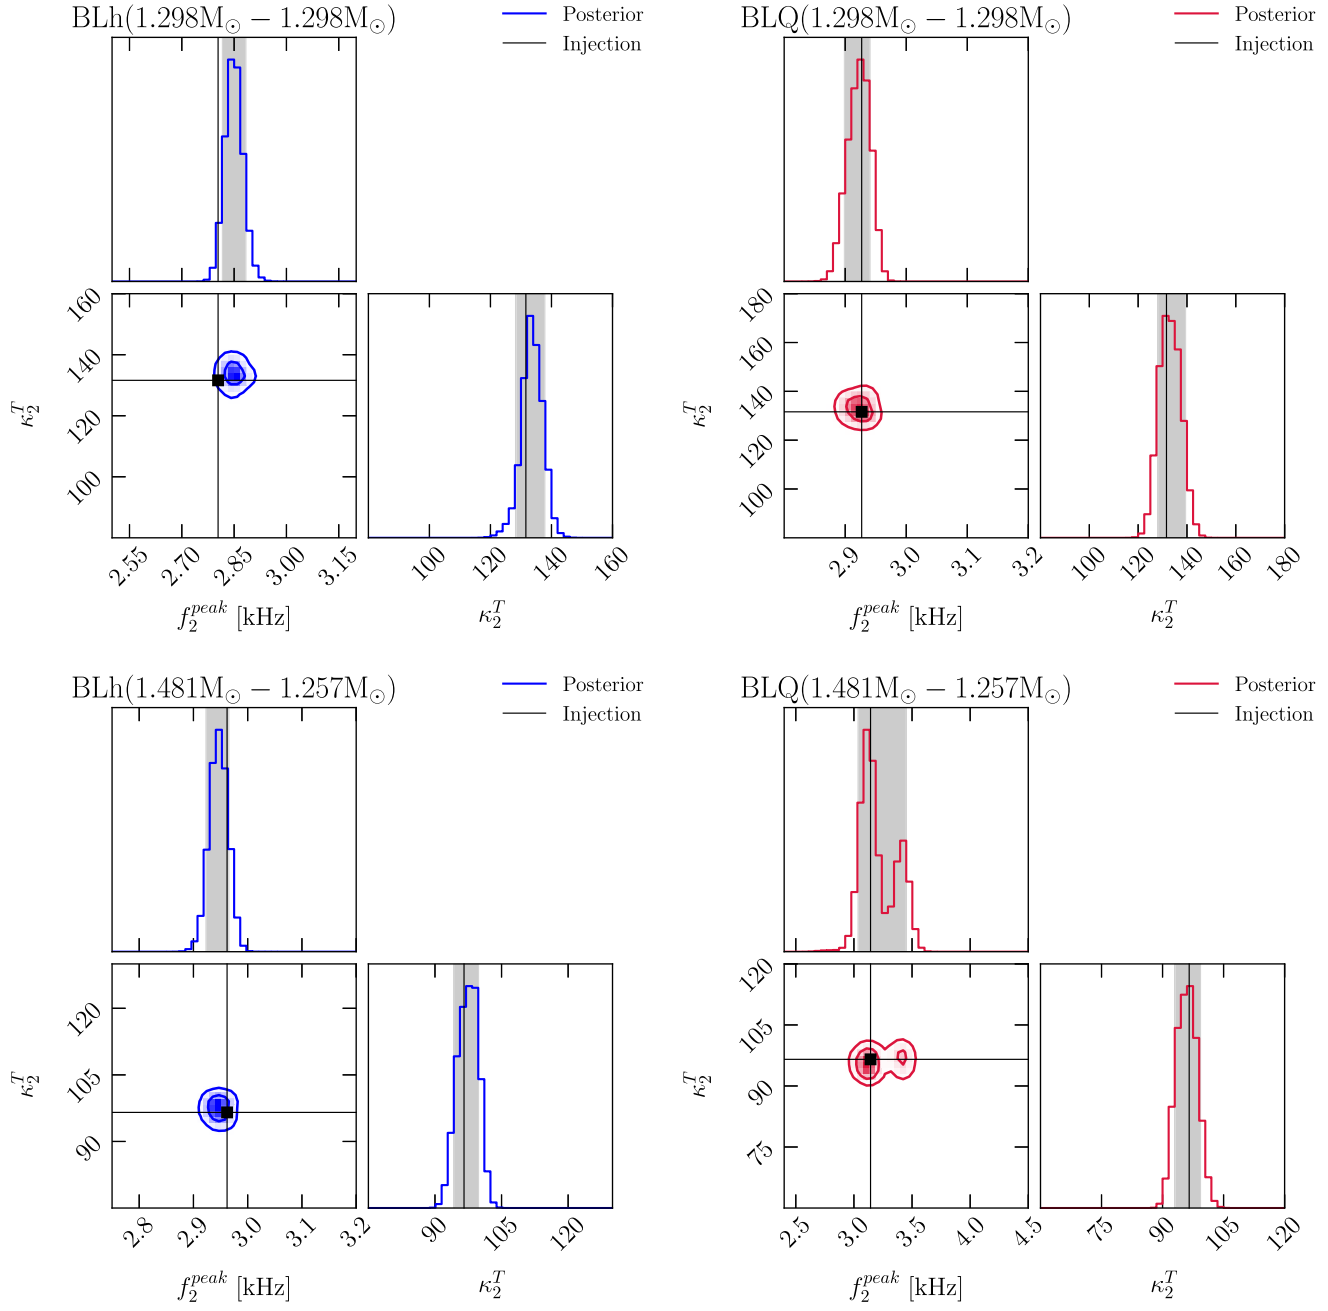 BLh(1.298M⊙ − 1.298M⊙)
Posterior
Injection
160
140
120
100
κ₂ᵀ
2.55 2.70 2.85 3.00 3.15
f₂ᵖᵉᵃᵏ [kHz]
100 120 140 160
κ₂ᵀ
BLQ(1.298M⊙ − 1.298M⊙)
Posterior
Injection
180
160
140
120
100
κ₂ᵀ
2.9 3.0 3.1 3.2
f₂ᵖᵉᵃᵏ [kHz]
100 120 140 160 180
κ₂ᵀ
BLh(1.481M⊙ − 1.257M⊙)
Posterior
Injection
120
105
90
κ₂ᵀ
2.8 2.9 3.0 3.1 3.2
f₂ᵖᵉᵃᵏ [kHz]
90 105 120
κ₂ᵀ
BLQ(1.481M⊙ − 1.257M⊙)
Posterior
Injection
120
105
90
75
κ₂ᵀ
2.5 3.0 3.5 4.0 4.5
f₂ᵖᵉᵃᵏ [kHz]
75 90 105 120
κ₂ᵀ